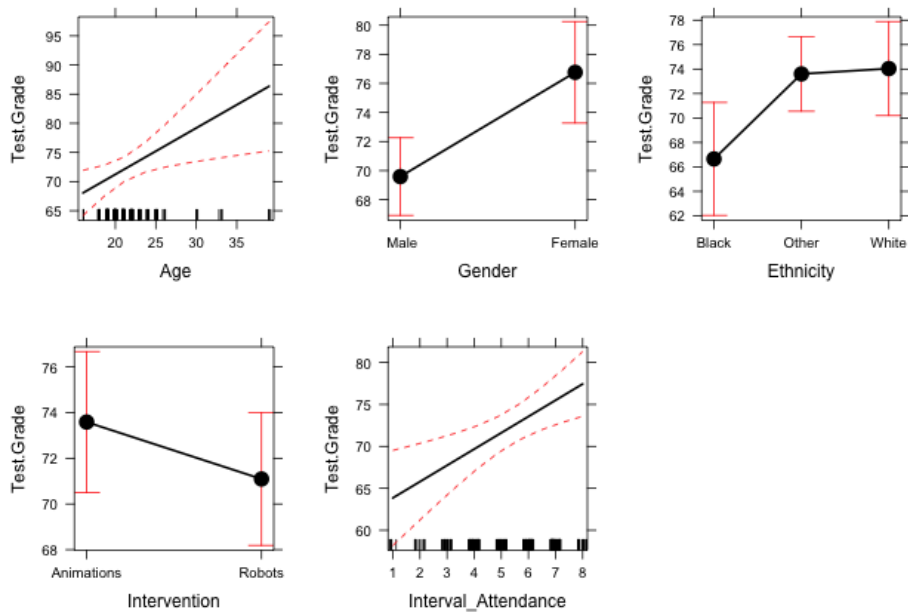 Test.Grade
95
90
85
80
75
70
65
20 25 30 35
Age
Test.Grade
80
78
76
74
72
70
68
Male Female
Gender
Test.Grade
78
76
74
72
70
68
66
64
62
Black Other White
Ethnicity
Test.Grade
76
74
72
70
68
Animations Robots
Intervention
Test.Grade
80
75
70
65
60
1 2 3 4 5 6 7 8
Interval_Attendance